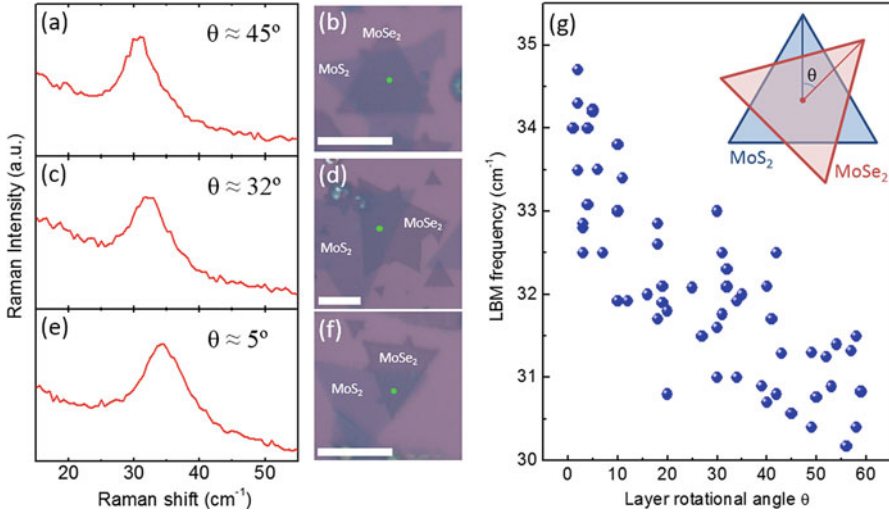 (a)
θ ≈ 45º
(b)
MoSe₂
MoS₂
(c)
θ ≈ 32º
(d)
MoSe₂
MoS₂
(e)
θ ≈ 5º
(f)
MoSe₂
MoS₂
Raman Intensity (a.u.)
20 30 40 50
Raman shift (cm⁻¹)
(g)
θ
MoS₂
MoSe₂
LBM frequency (cm⁻¹)
35
34
33
32
31
30
0 10 20 30 40 50 60
Layer rotational angle θ